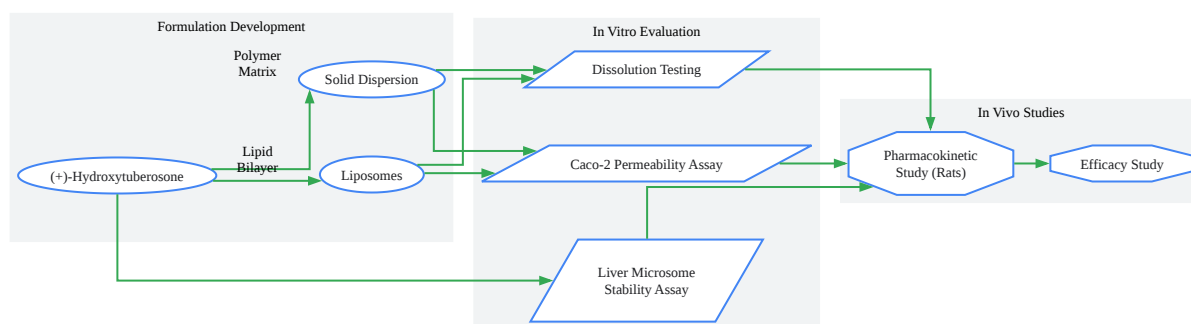 Formulation Development
Polymer
Matrix
Solid Dispersion
Lipid
Bilayer
(+)-Hydroxytuberosone
Liposomes
In Vitro Evaluation
Dissolution Testing
Caco-2 Permeability Assay
Liver Microsome
Stability Assay
In Vivo Studies
Pharmacokinetic
Study (Rats)
Efficacy Study